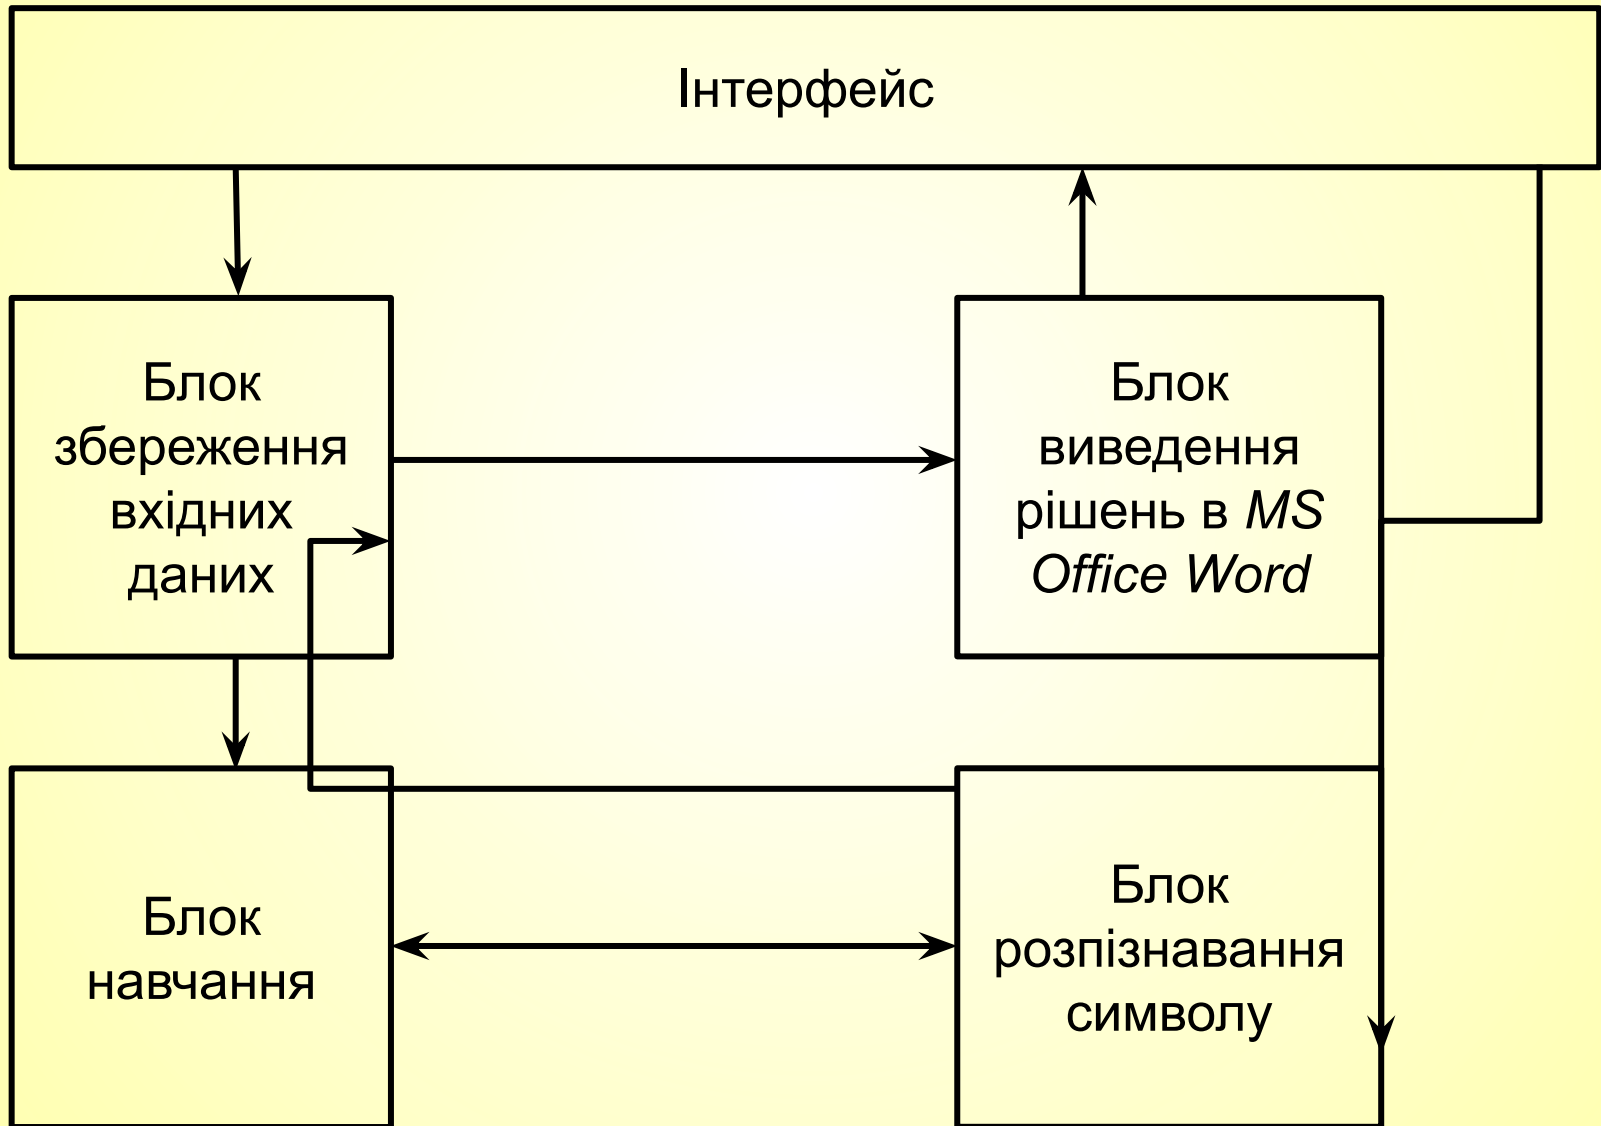 Інтерфейс
Блок
збереження
вхідних
даних
Блок
виведення
рішень в MS
Office Word
Блок
навчання
Блок
розпізнавання
символу